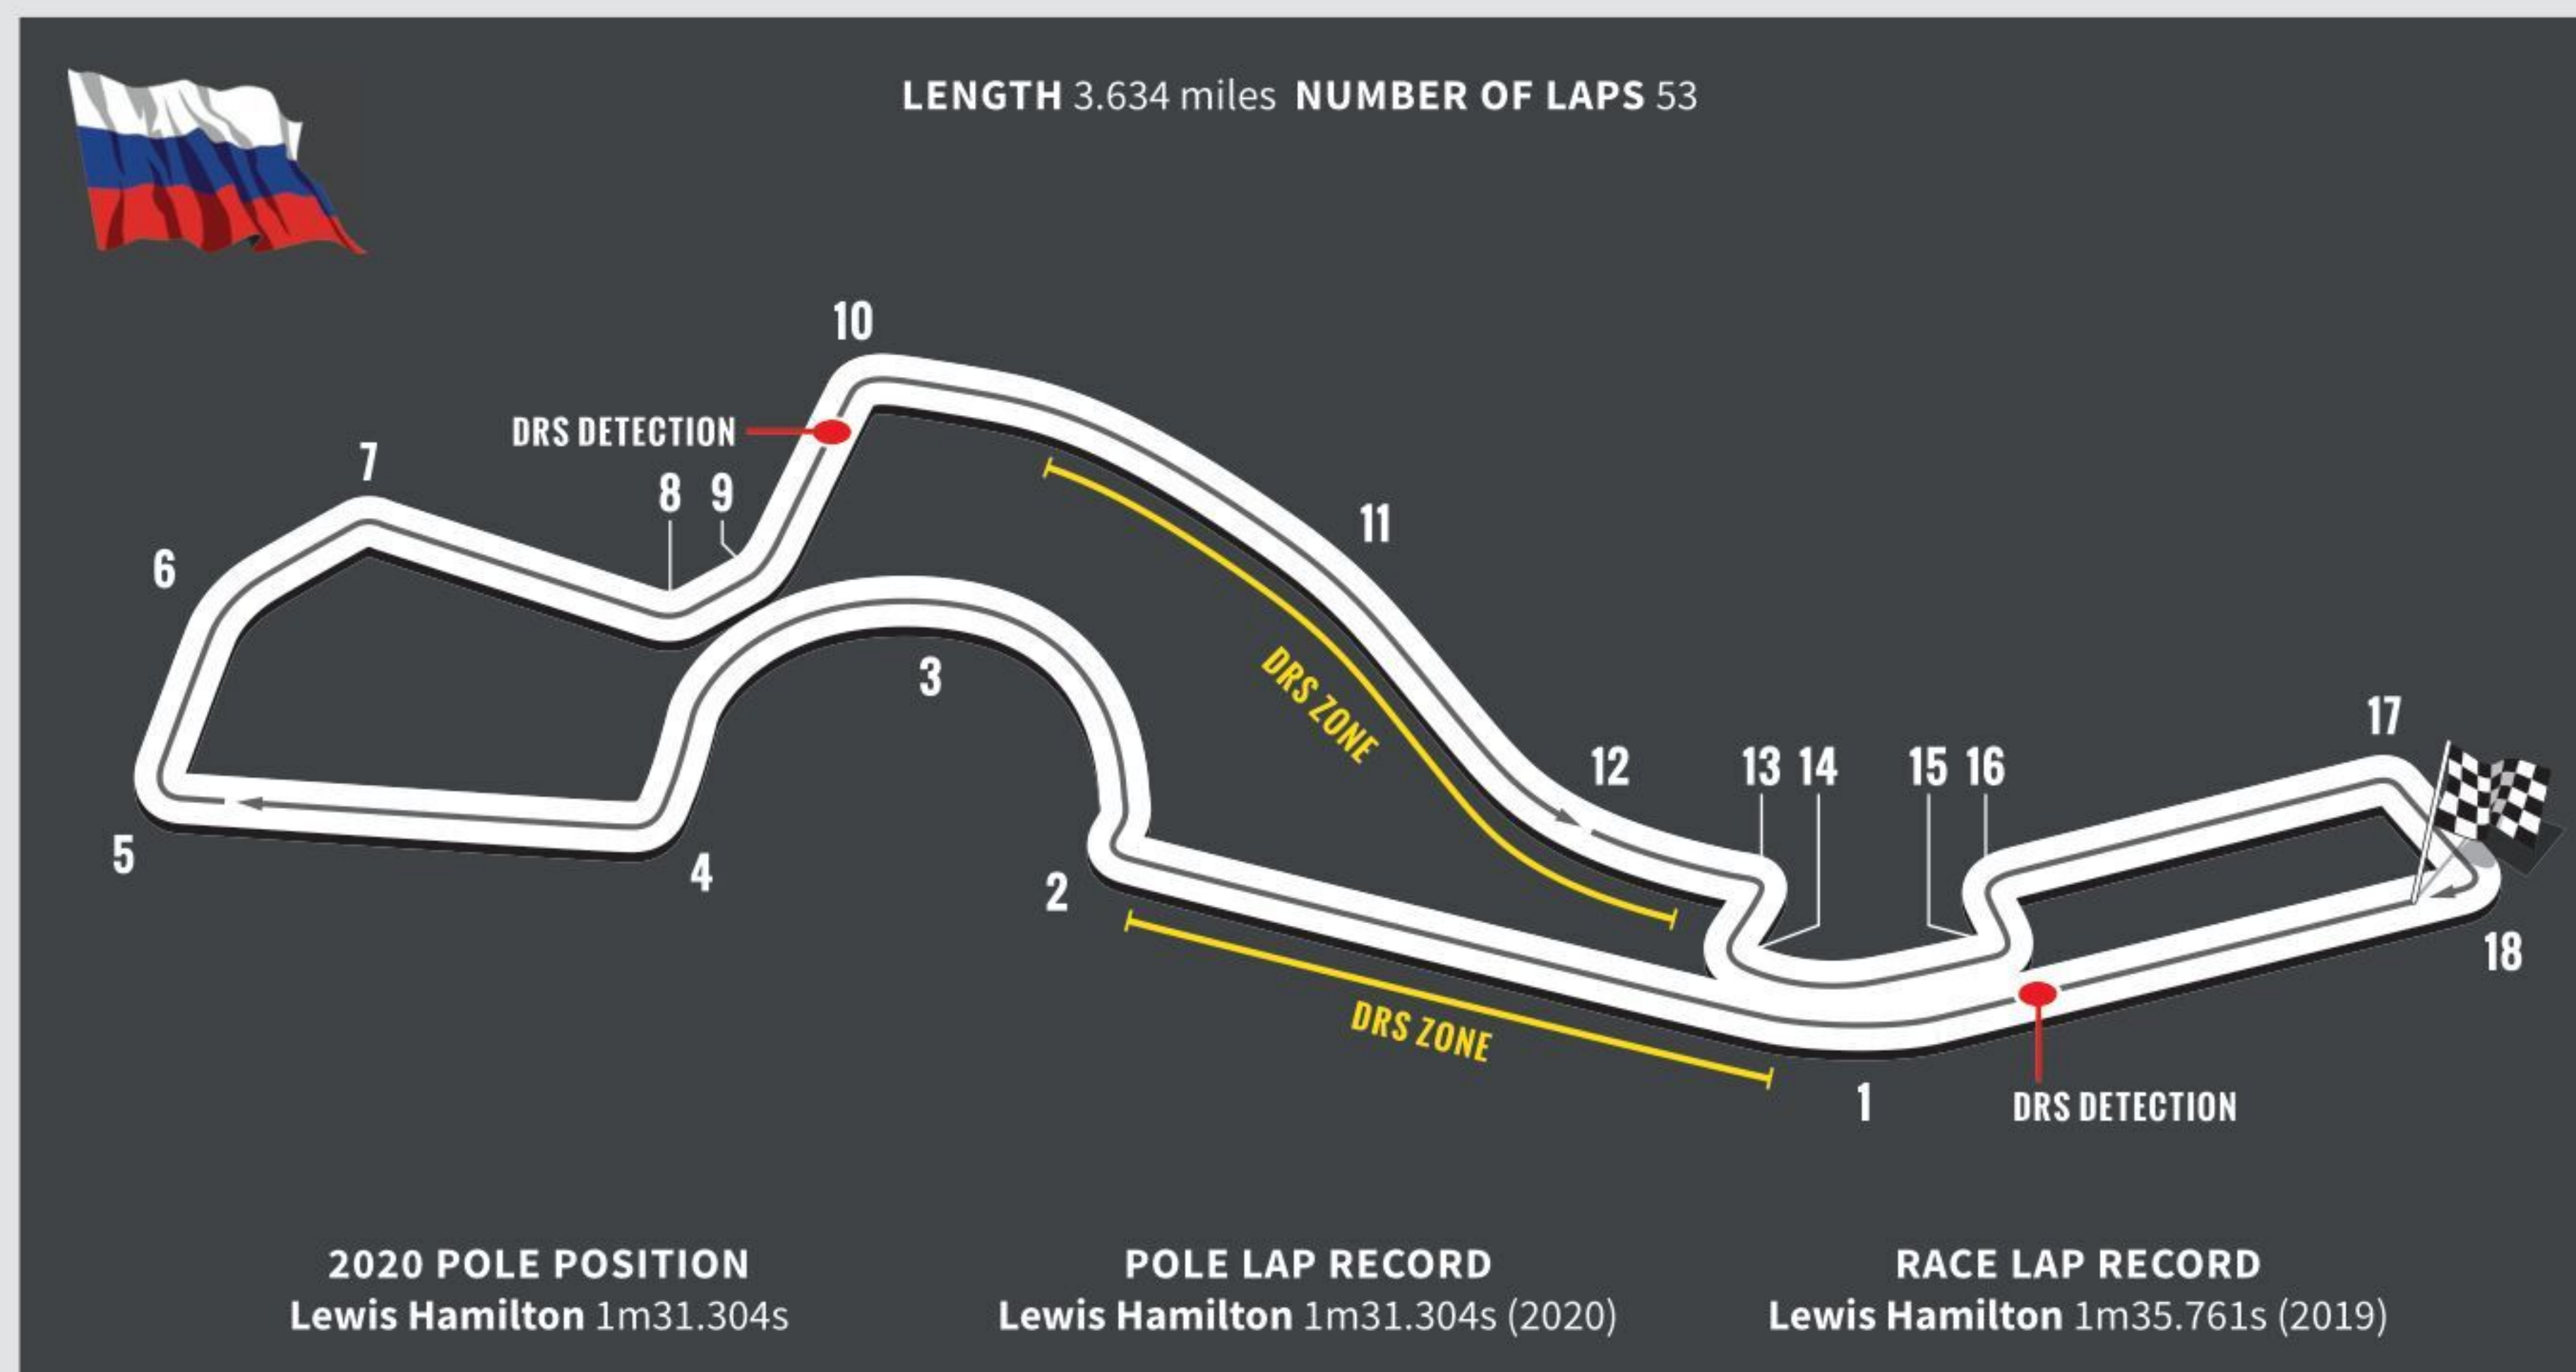 LENGTH 3.634 miles NUMBER OF LAPS 53
10
DRS DETECTION
7
8 9
11
6
DRS ZONE
3
17
12
13 14
15 16
5
4
2
18
DRS ZONE
1
DRS DETECTION
2020 POLE POSITION
Lewis Hamilton 1m31.304s
POLE LAP RECORD
Lewis Hamilton 1m31.304s (2020)
RACE LAP RECORD
Lewis Hamilton 1m35.761s (2019)